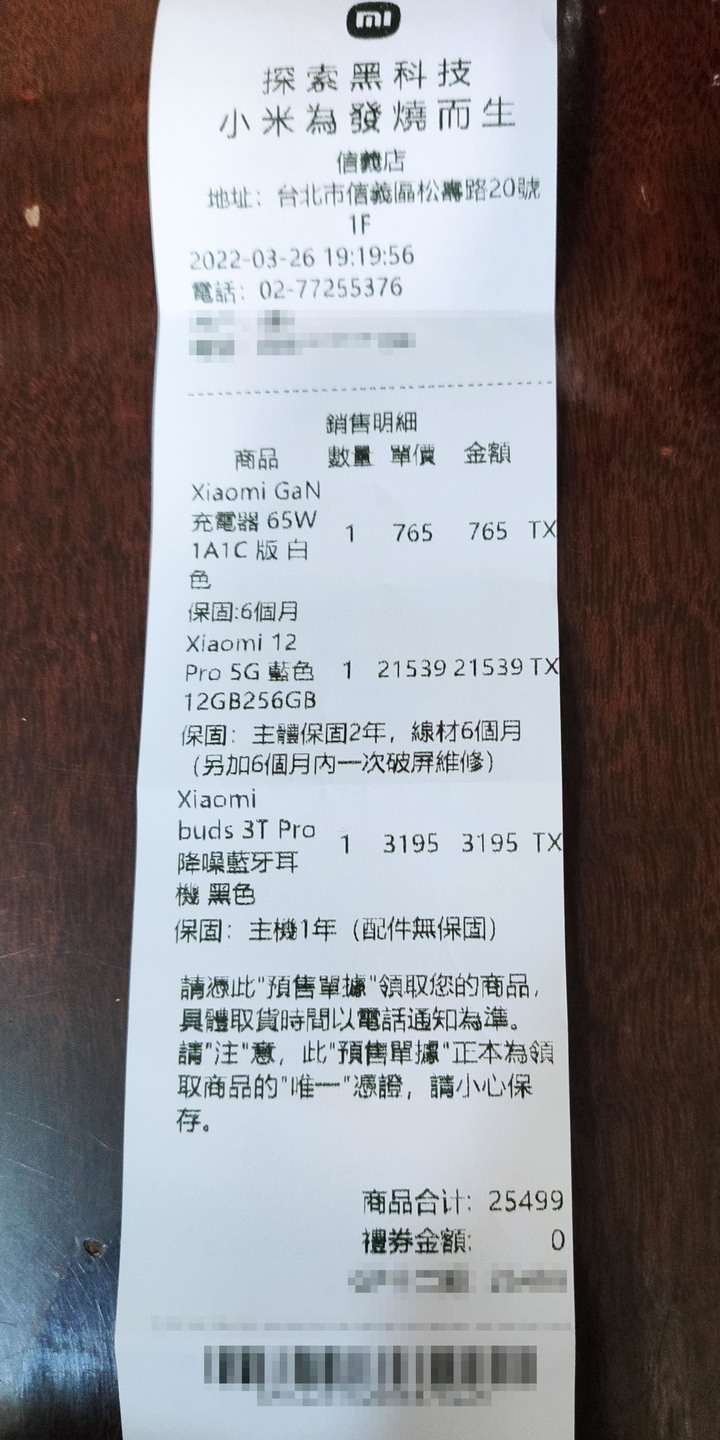 mi
探索黑科技
小米為發燒而生
信義店
地址：台北市信義區松壽路20號
1F
2022-03-26 19:19:56
電話：02-77255376
銷售明細
商品 數量 單價 金額
Xiaomi GaN
充電器 65W
1A1C 版 白
色
1 765 765 TX
保固:6個月
Xiaomi 12
Pro 5G 藍色
12GB256GB
1 21539 21539 TX
保固：主體保固2年，線材6個月
（另加6個月內一次破屏維修）
Xiaomi
buds 3T Pro
降噪藍牙耳
機 黑色
1 3195 3195 TX
保固：主機1年（配件無保固）
請憑此"預售單據"領取您的商品，
具體取貨時間以電話通知為準。
請"注"意，此"預售單據"正本為領
取商品的"唯一"憑證，請小心保
存。
商品合计: 25499
禮券金額: 0